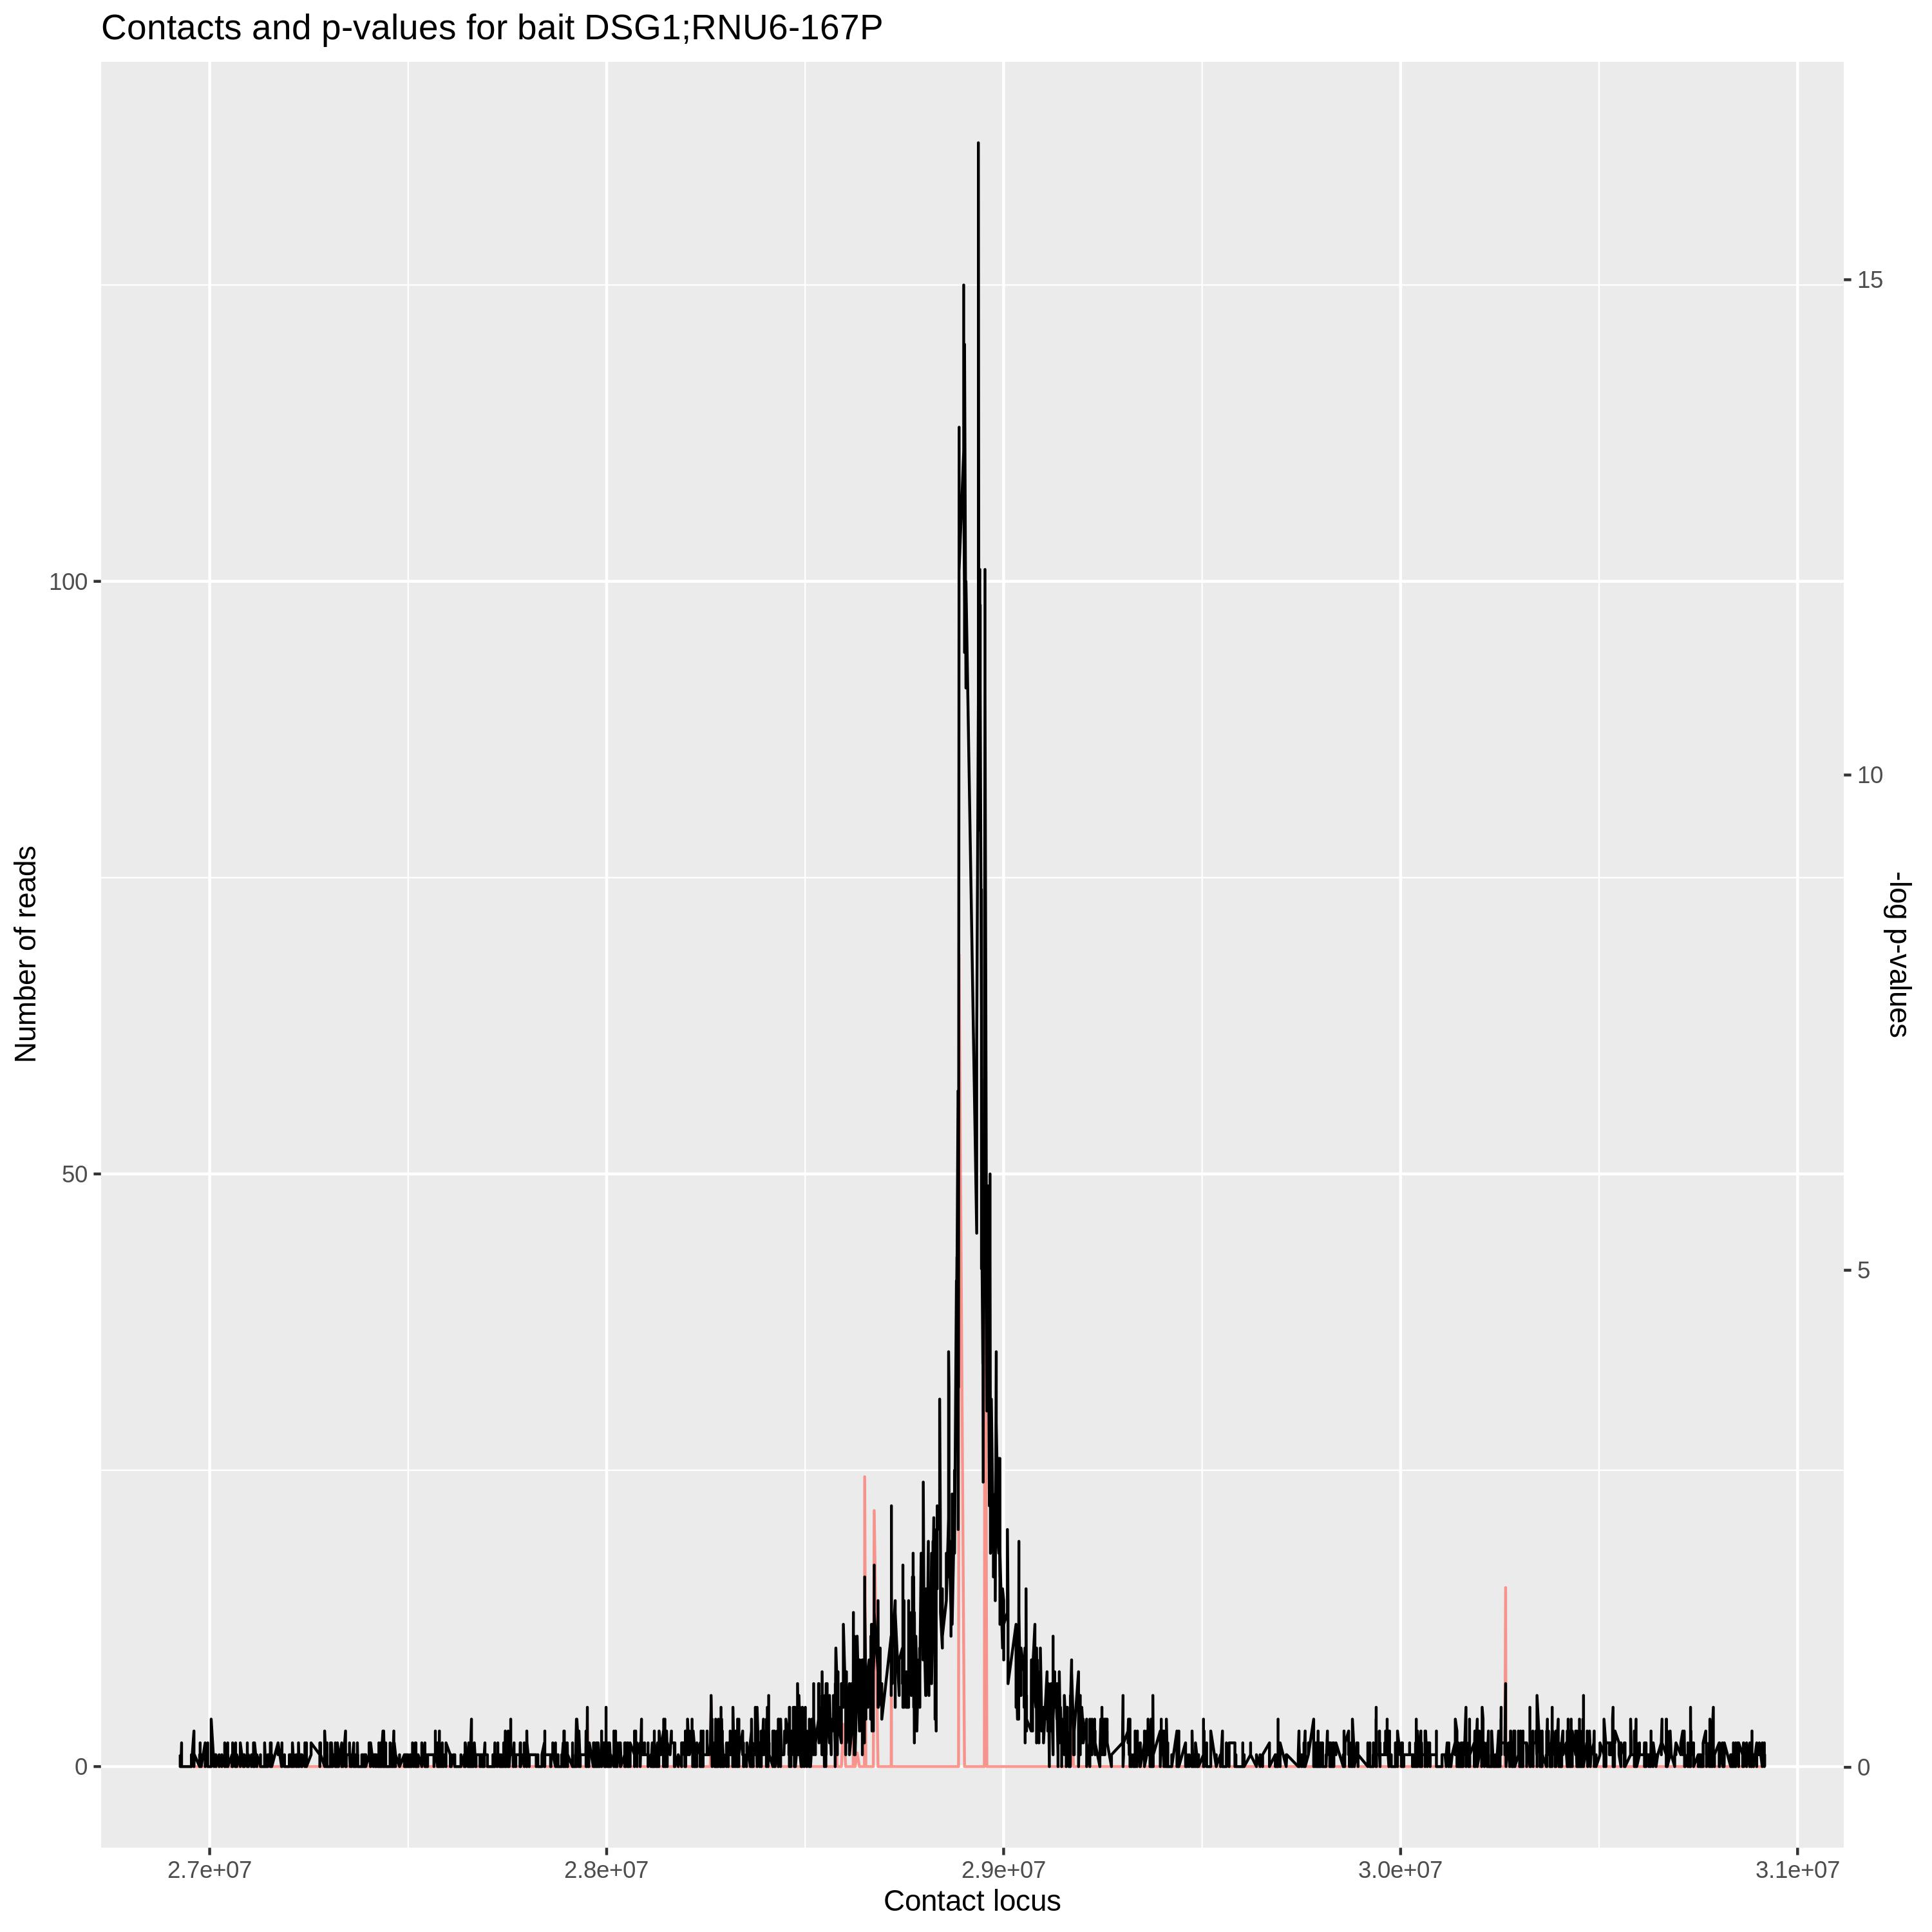 Contacts and p-values for bait DSG1;RNU6-167P
Number of reads
100
50
0
15
10
5
0
-log p-values
2.7e+07 2.8e+07 2.9e+07 3.0e+07 3.1e+07
Contact locus